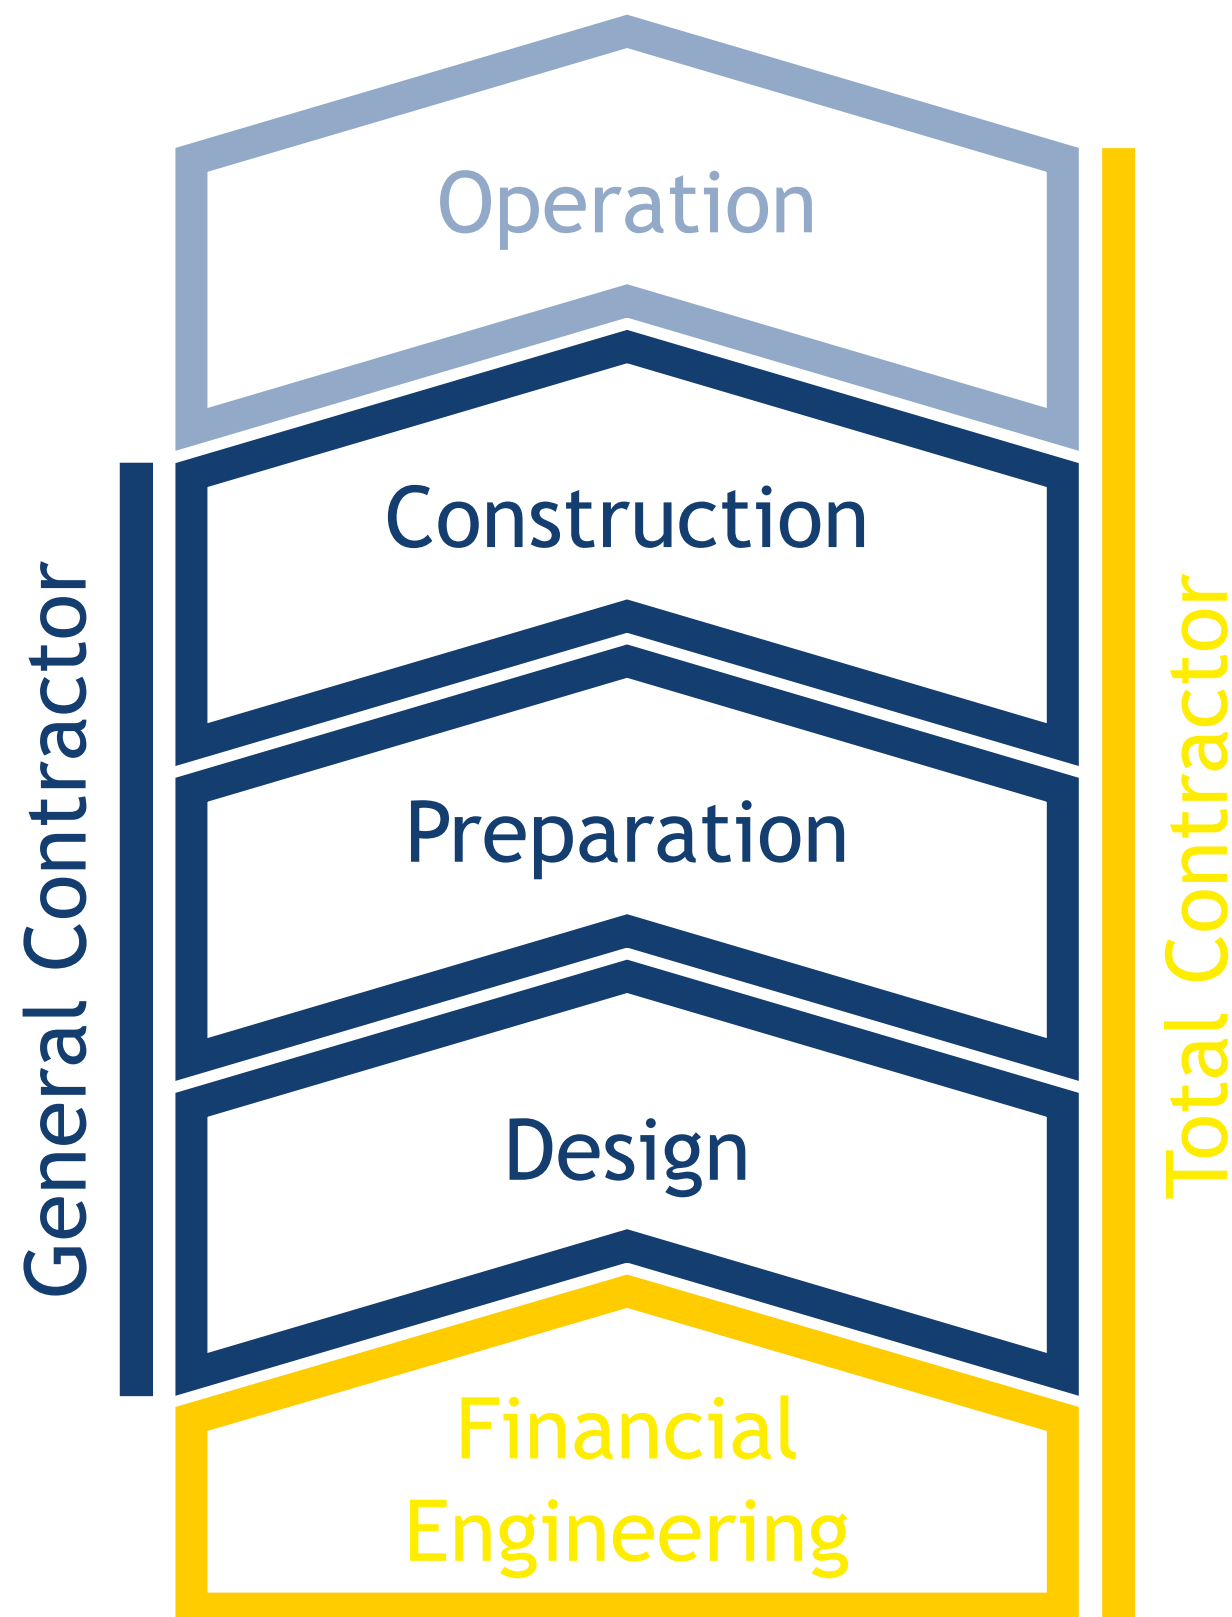 Operation
Construction
Preparation
Design
Financial
Engineering
General Contractor
Total Contractor